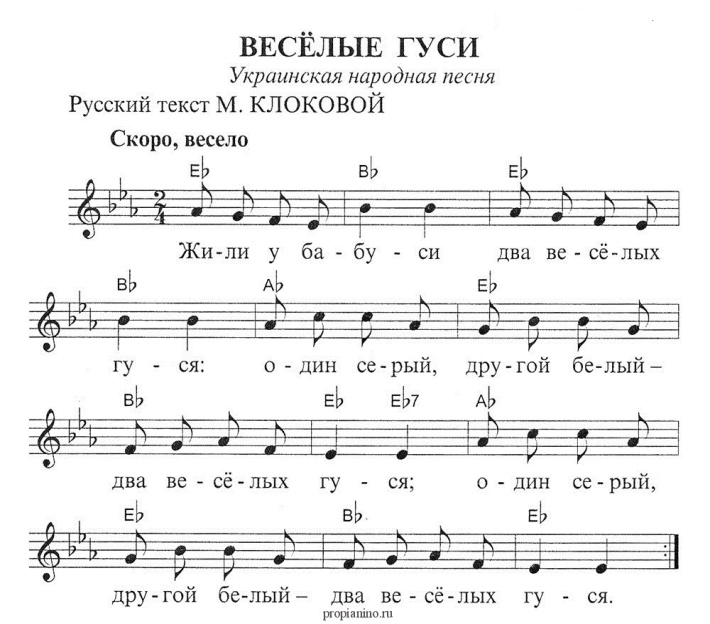 ВЕСЁЛЫЕ ГУСИ
Украинская народная песня
Русский текст М. КЛОКОВОЙ
Скоро, весело
E♭ B♭ E♭
2
4
Жи-ли у ба - бу - си два ве - сё-лых
B♭ A♭ E♭
гу - ся: о - дин се-рый, дру-гой бе-лый –
B♭ E♭ E♭7 A♭
два ве - сё - лых гу - ся; о - дин се - рый,
E♭ B♭ E♭
дру-гой бе-лый – два ве - сё - лых гу - ся.
propianino.ru